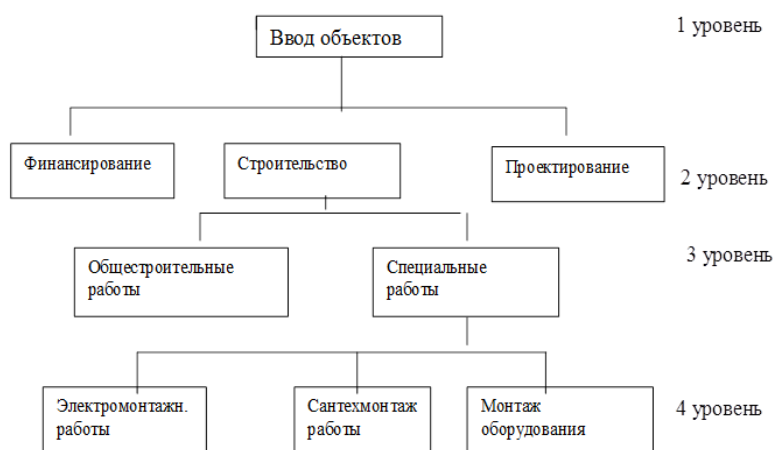 Ввод объектов
1 уровень
Финансирование
Строительство
Проектирование
2 уровень
Общестроительные
работы
Специальные
работы
3 уровень
Электромонтажн.
работы
Сантехмонтаж
работы
Монтаж
оборудования
4 уровень